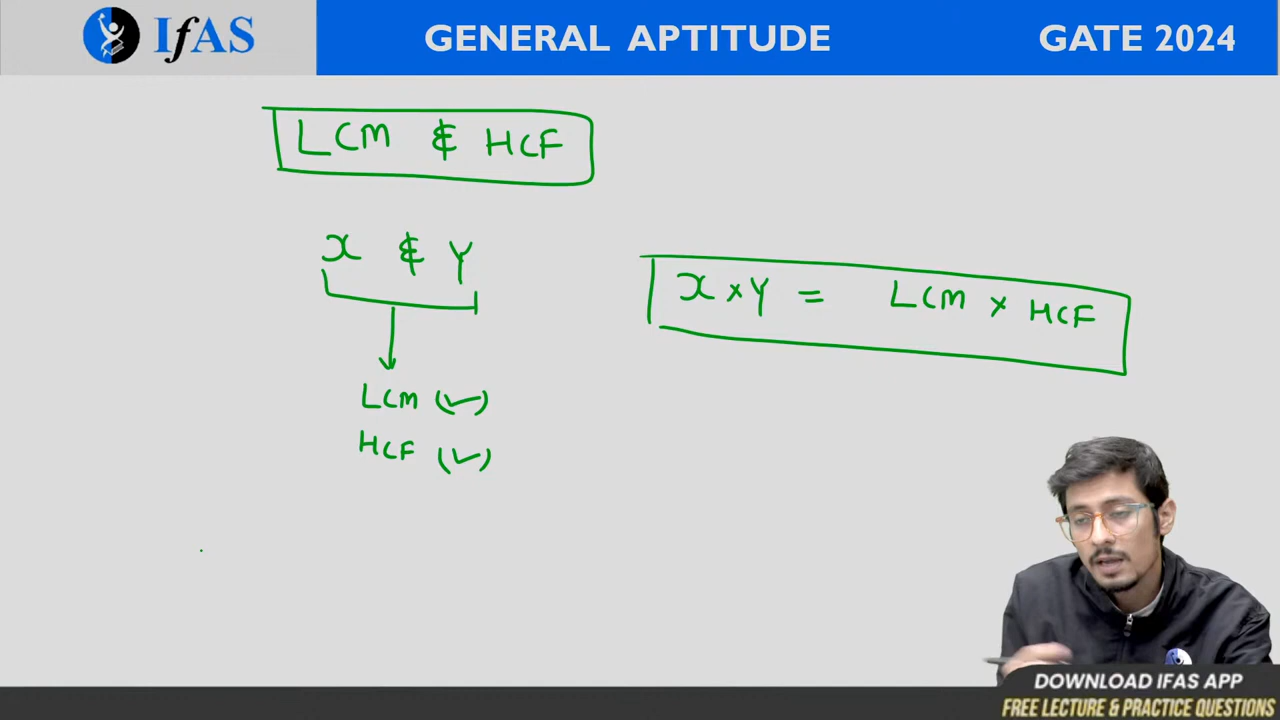 IfAS GENERAL APTITUDE GATE 2024
LCM & HCF
x & y
x × y = LCM × HCF
LCM (✓)
HCF (✓)
DOWNLOAD IFAS APP
FREE LECTURE & PRACTICE QUESTIONS